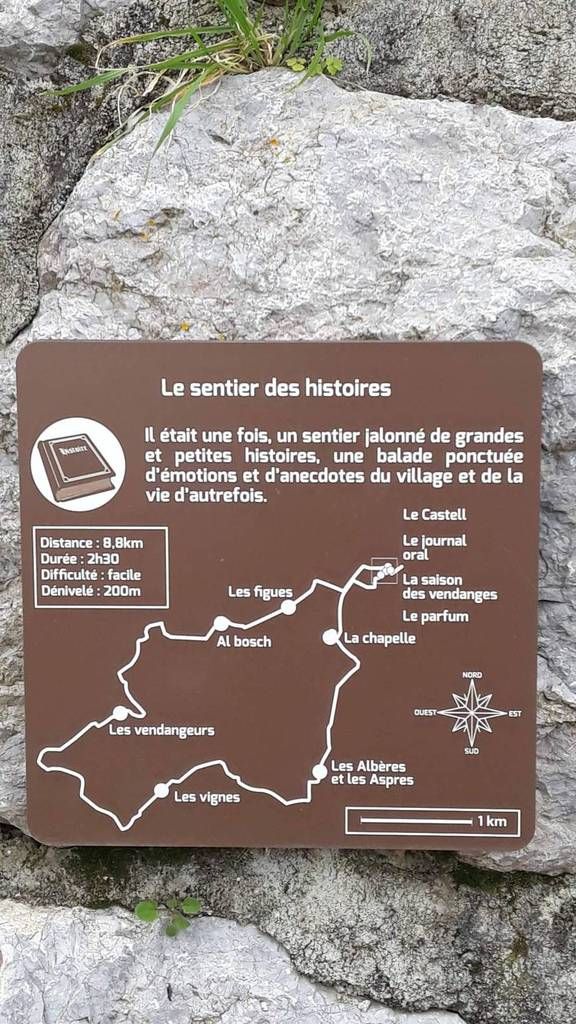 Le sentier des histoires
Histoire
Il était une fois, un sentier jalonné de grandes
et petites histoires, une balade ponctuée
d'émotions et d'anecdotes du village et de la
vie d'autrefois.
Distance : 8,8km
Durée : 2h30
Difficulté : facile
Dénivelé : 200m
Le Castell
Le journal
oral
La saison
des vendanges
Le parfum
Les figues
Al bosch
La chapelle
Les vendangeurs
NORD
OUEST
EST
SUD
Les Albères
et les Aspres
Les vignes
1 km